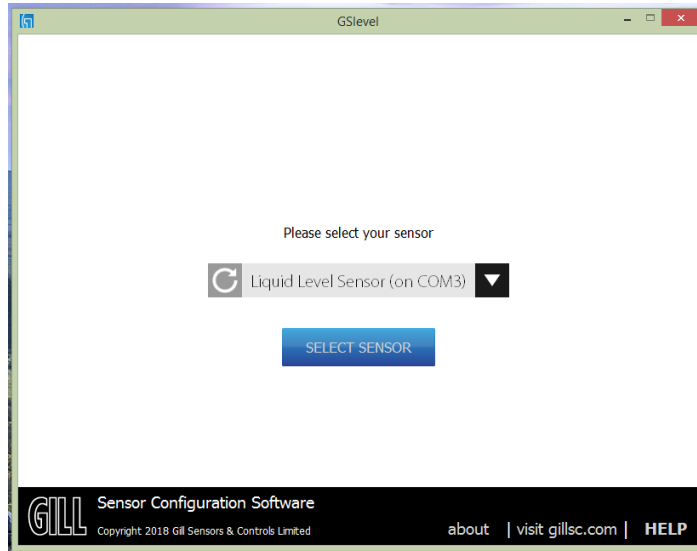 GSlevel
Please select your sensor
Liquid Level Sensor (on COM3)
SELECT SENSOR
GILL
Sensor Configuration Software
Copyright 2018 Gill Sensors & Controls Limited
about | visit gillsc.com | HELP